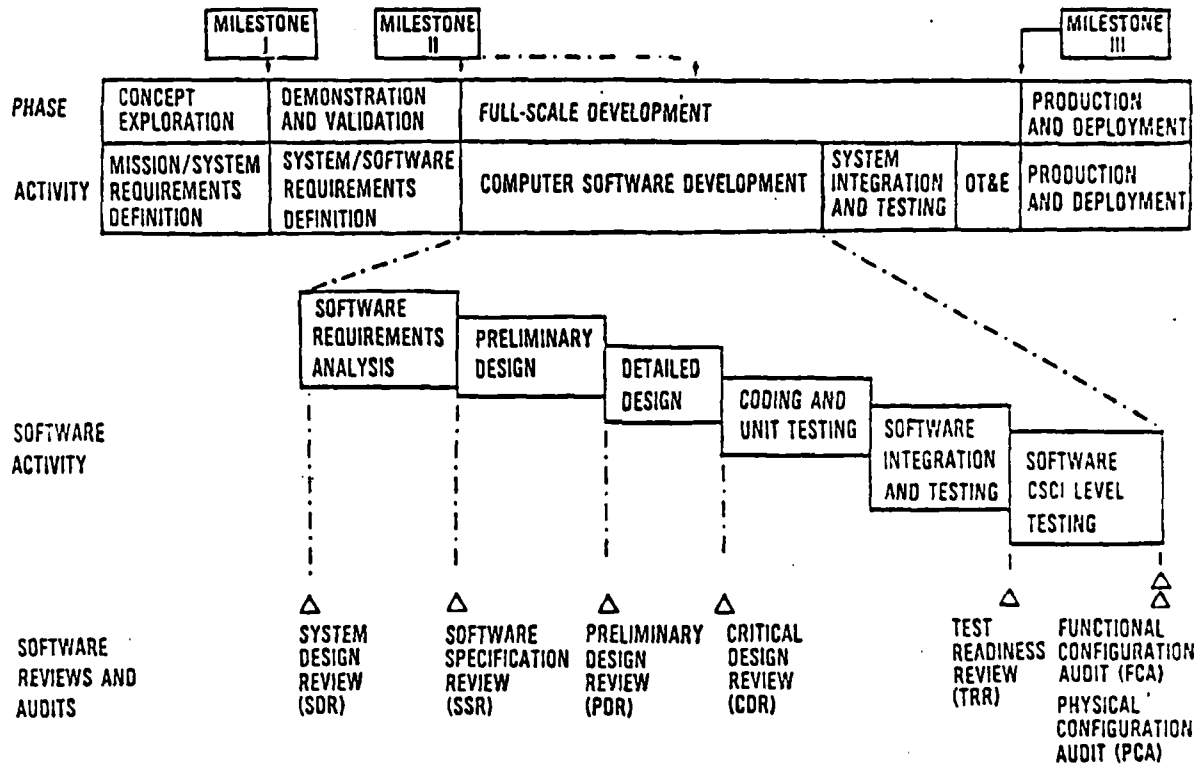 MILESTONE
I
MILESTONE
II
MILESTONE
III
PHASE
CONCEPT
EXPLORATION
DEMONSTRATION
AND VALIDATION
FULL-SCALE DEVELOPMENT
PRODUCTION
AND DEPLOYMENT
ACTIVITY
MISSION/SYSTEM
REQUIREMENTS
DEFINITION
SYSTEM/SOFTWARE
REQUIREMENTS
DEFINITION
COMPUTER SOFTWARE DEVELOPMENT
SYSTEM
INTEGRATION
AND TESTING
OT&E
PRODUCTION
AND DEPLOYMENT
SOFTWARE
ACTIVITY
SOFTWARE
REQUIREMENTS
ANALYSIS
PRELIMINARY
DESIGN
DETAILED
DESIGN
CODING AND
UNIT TESTING
SOFTWARE
INTEGRATION
AND TESTING
SOFTWARE
CSCI LEVEL
TESTING
SOFTWARE
REVIEWS AND
AUDITS
SYSTEM
DESIGN
REVIEW
(SDR)
SOFTWARE
SPECIFICATION
REVIEW
(SSR)
PRELIMINARY
DESIGN
REVIEW
(PDR)
CRITICAL
DESIGN
REVIEW
(CDR)
TEST
READINESS
REVIEW
(TRR)
FUNCTIONAL
CONFIGURATION
AUDIT (FCA)
PHYSICAL
CONFIGURATION
AUDIT (PCA)